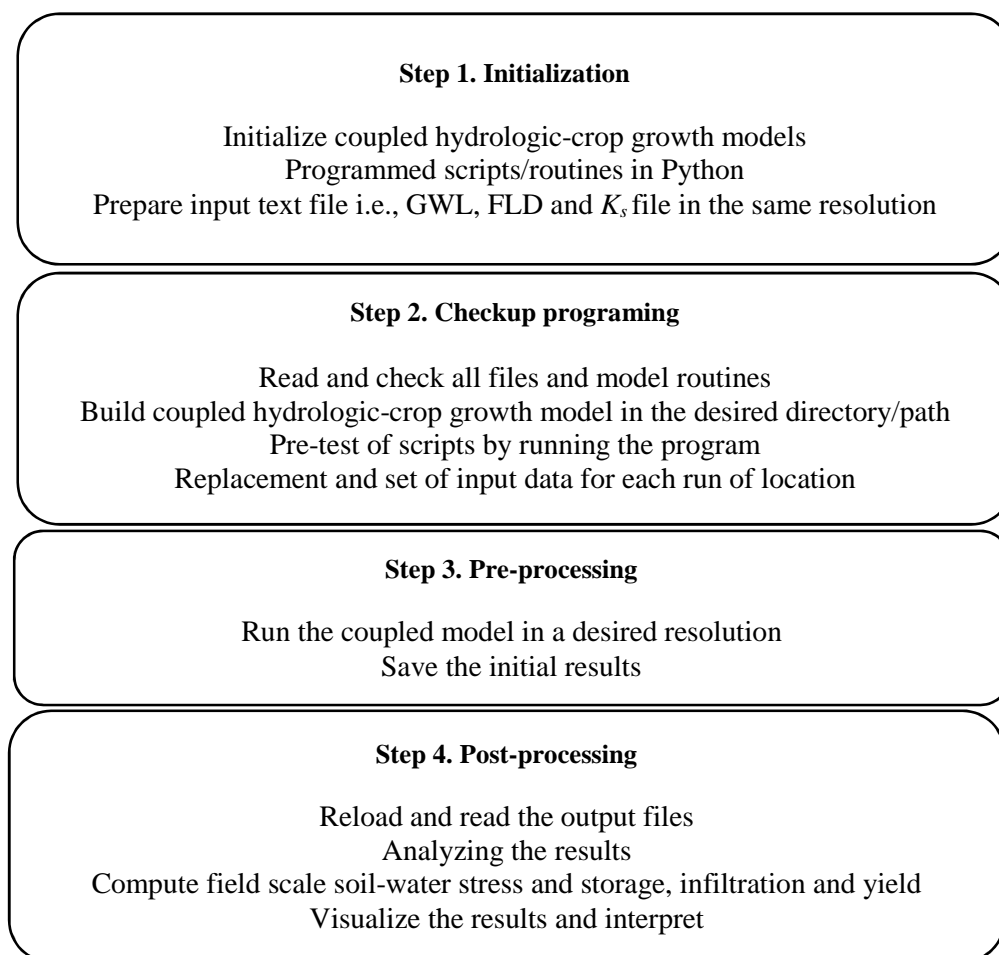 Step 1. Initialization
Initialize coupled hydrologic-crop growth models
Programmed scripts/routines in Python
Prepare input text file i.e., GWL, FLD and Ks file in the same resolution
Step 2. Checkup programing
Read and check all files and model routines
Build coupled hydrologic-crop growth model in the desired directory/path
Pre-test of scripts by running the program
Replacement and set of input data for each run of location
Step 3. Pre-processing
Run the coupled model in a desired resolution
Save the initial results
Step 4. Post-processing
Reload and read the output files
Analyzing the results
Compute field scale soil-water stress and storage, infiltration and yield
Visualize the results and interpret